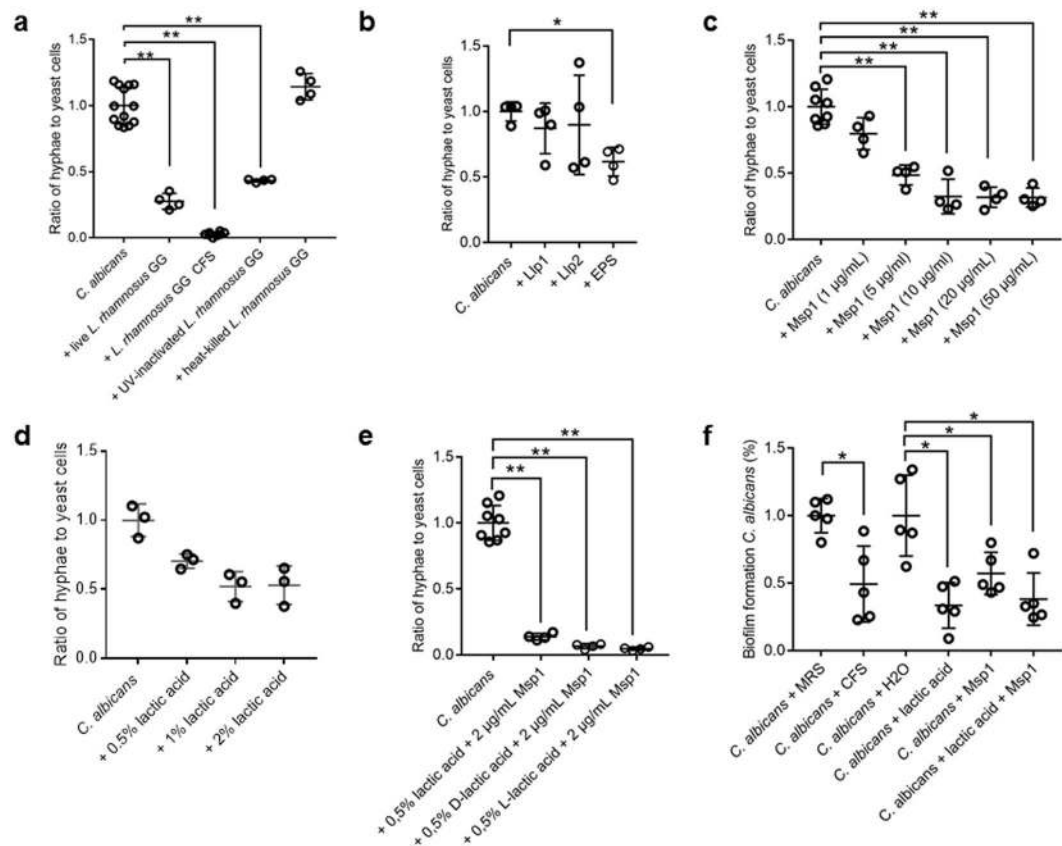 a
**
**
**
Ratio of hyphae to yeast cells
1.5
1.0
0.5
0.0
C. albicans
+ live L. rhamnosus GG
+ L. rhamnosus GG CFS
+ UV-inactivated L. rhamnosus GG
+ heat-killed L. rhamnosus GG
b
*
Ratio of hyphae to yeast cells
1.5
1.0
0.5
0.0
C. albicans
+ Llp1
+ Llp2
+ EPS
c
**
**
**
**
Ratio of hyphae to yeast cells
1.5
1.0
0.5
0.0
C. albicans
+ Msp1 (1 µg/mL)
+ Msp1 (5 µg/ml)
+ Msp1 (10 µg/ml)
+ Msp1 (20 µg/mL)
+ Msp1 (50 µg/mL)
d
Ratio of hyphae to yeast cells
1.5
1.0
0.5
0.0
C. albicans
+ 0.5% lactic acid
+ 1% lactic acid
+ 2% lactic acid
e
**
**
**
Ratio of hyphae to yeast cells
1.5
1.0
0.5
0.0
C. albicans
+ 0,5% lactic acid + 2 µg/mL Msp1
+ 0,5% D-lactic acid + 2 µg/mL Msp1
+ 0,5% L-lactic acid + 2 µg/mL Msp1
f
*
*
*
*
Biofilm formation C. albicans (%)
1.5
1.0
0.5
0.0
C. albicans + MRS
C. albicans + CFS
C. albicans + H2O
C. albicans + lactic acid
C. albicans + Msp1
C. albicans + lactic acid + Msp1